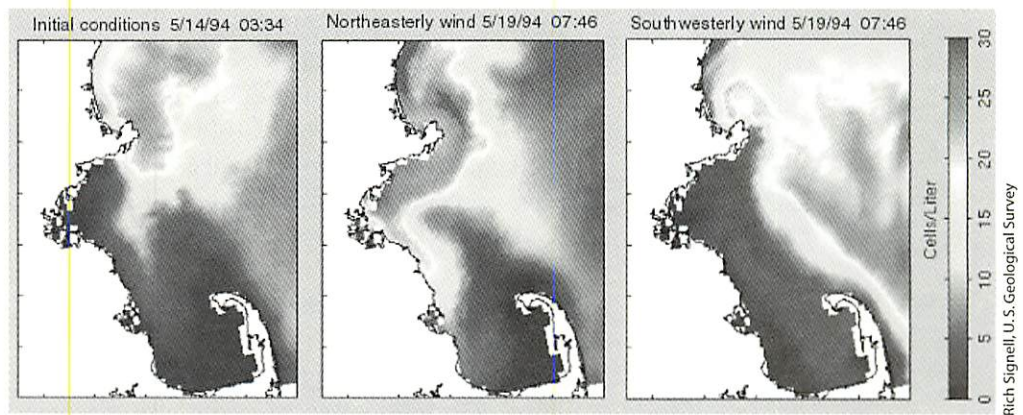 Initial conditions 5/14/94 03:34
Northeasterly wind 5/19/94 07:46
Southwesterly wind 5/19/94 07:46
30
25
20
15
10
5
0
Cells/Liter
Rich Signell, U.S. Geological Survey